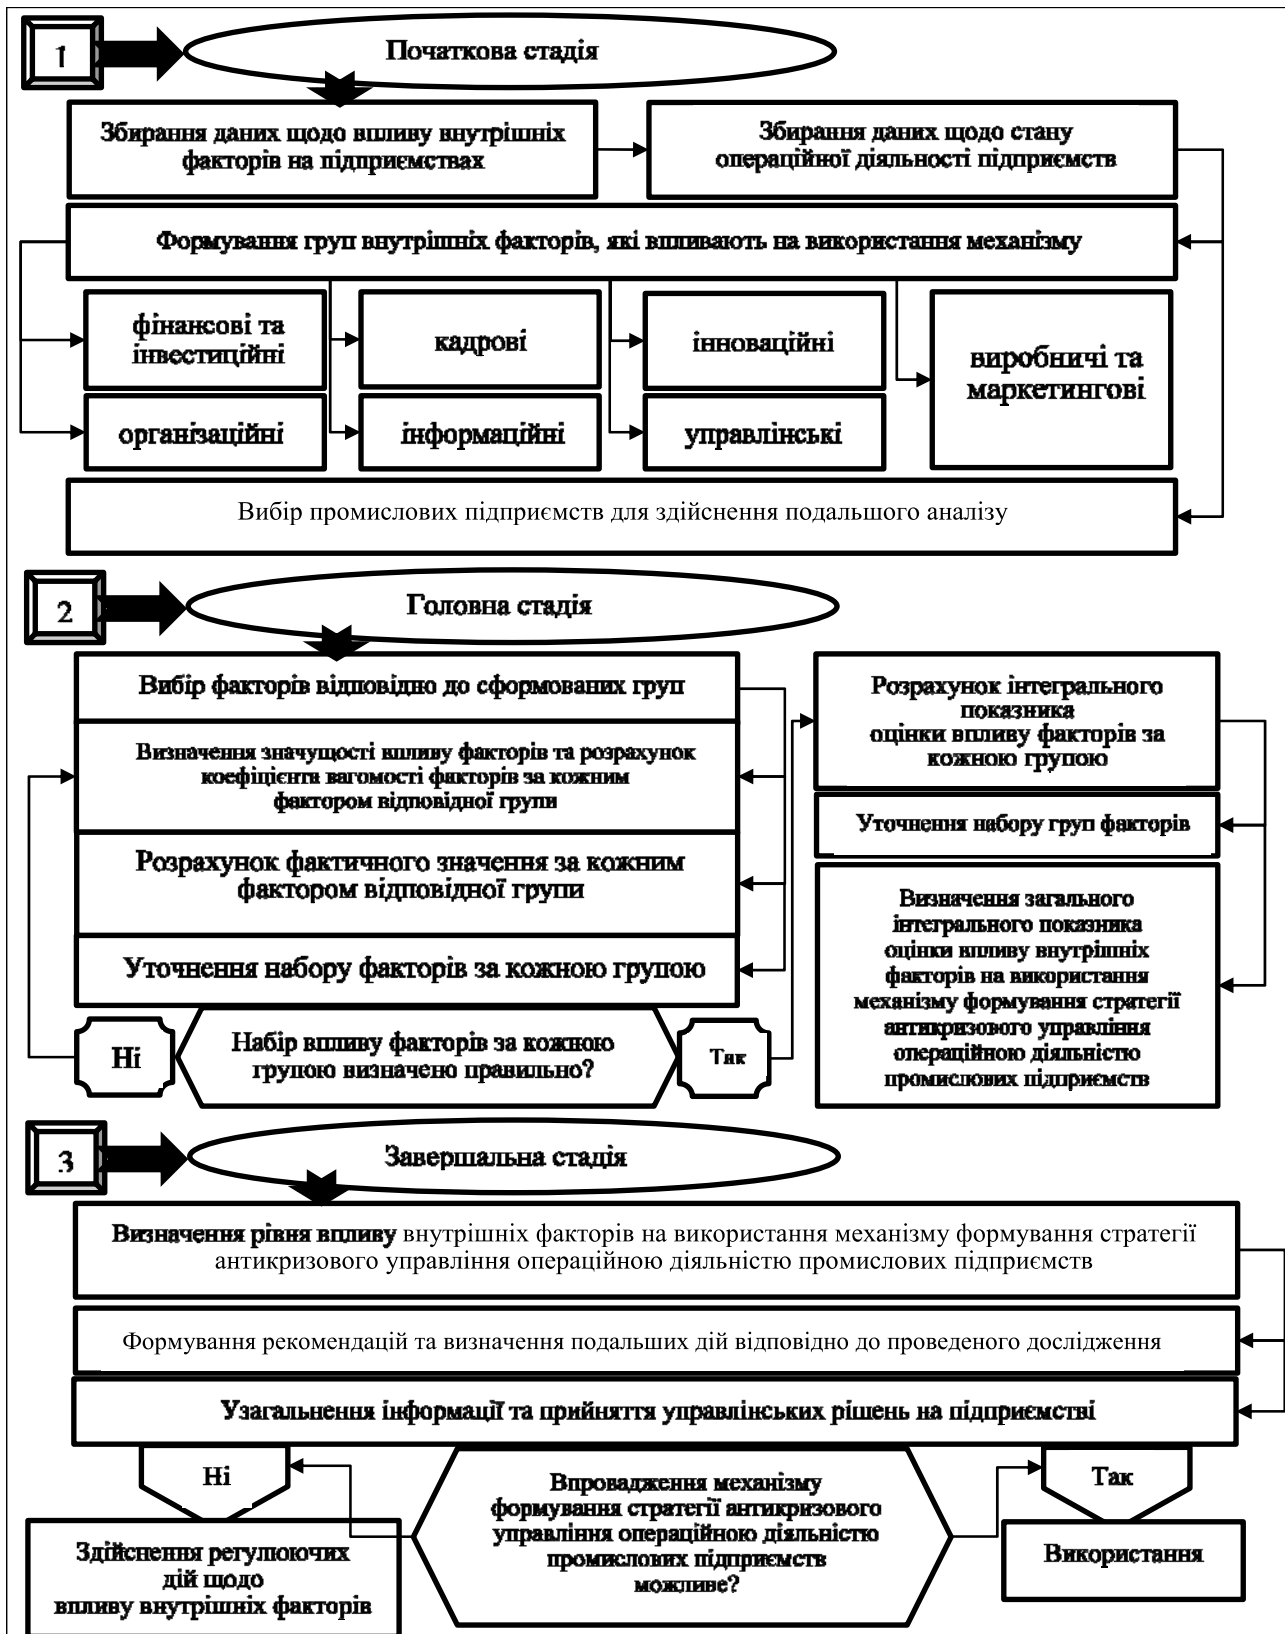 1
Початкова стадія
Збирання даних щодо впливу внутрішніх
факторів на підприємствах
Збирання даних щодо стану
операційної діяльності підприємств
Формування груп внутрішніх факторів, які впливають на використання механізму
фінансові та
інвестиційні
кадрові
інноваційні
виробничі та
маркетингові
організаційні
інформаційні
управлінські
Вибір промислових підприємств для здійснення подальшого аналізу
2
Головна стадія
Вибір факторів відповідно до сформованих груп
Визначення значущості впливу факторів та розрахунок
коефіцієнта вагомості факторів за кожним
фактором відповідної групи
Розрахунок фактичного значення за кожним
фактором відповідної групи
Уточнення набору факторів за кожною групою
Ні
Набір впливу факторів за кожною
групою визначено правильно?
Так
Розрахунок інтегрального
показника
оцінки впливу факторів за
кожною групою
Уточнення набору груп факторів
Визначення загального
інтегрального показника
оцінки впливу внутрішніх
факторів на використання
механізму формування стратегії
антикризового управління
операційною діяльністю
промислових підприємств
3
Завершальна стадія
Визначення рівня впливу внутрішніх факторів на використання механізму формування стратегії
антикризового управління операційною діяльністю промислових підприємств
Формування рекомендацій та визначення подальших дій відповідно до проведеного дослідження
Узагальнення інформації та прийняття управлінських рішень на підприємстві
Ні
Впровадження механізму
формування стратегії антикризового
управління операційною діяльністю
промислових підприємств
можливе?
Так
Здійснення регулюючих
дій щодо
впливу внутрішніх факторів
Використання